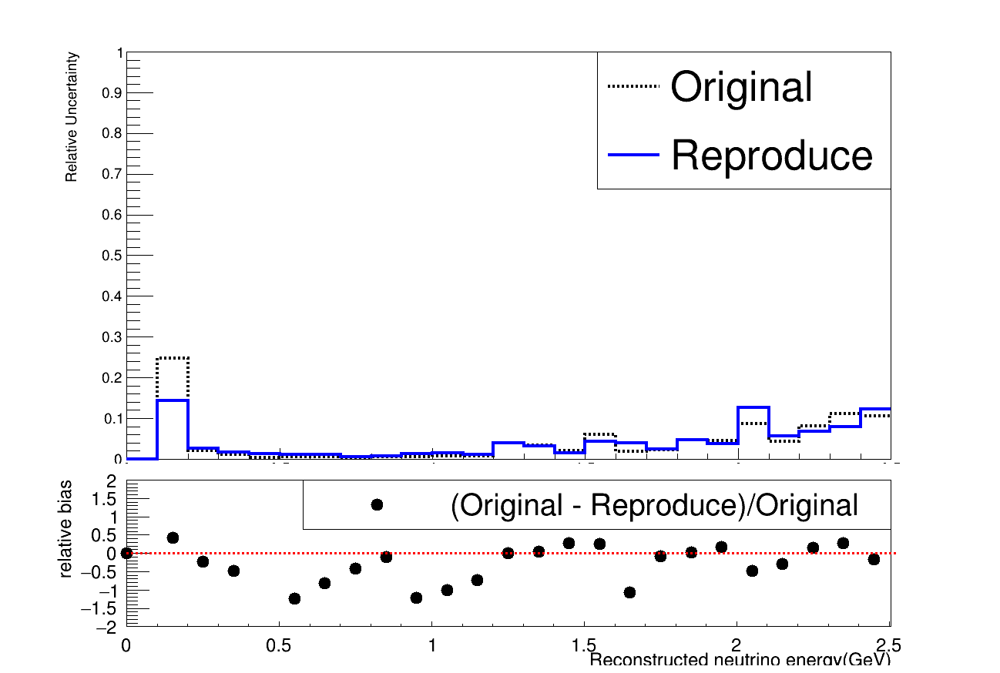 Relative Uncertainty
1
0.9
0.8
0.7
0.6
0.5
0.4
0.3
0.2
0.1
0
Original
Reproduce
relative bias
2
1.5
1
0.5
0
−0.5
−1
−1.5
−2
(Original - Reproduce)/Original
0 0.5 1 1.5 2 2.5
Reconstructed neutrino energy(GeV)